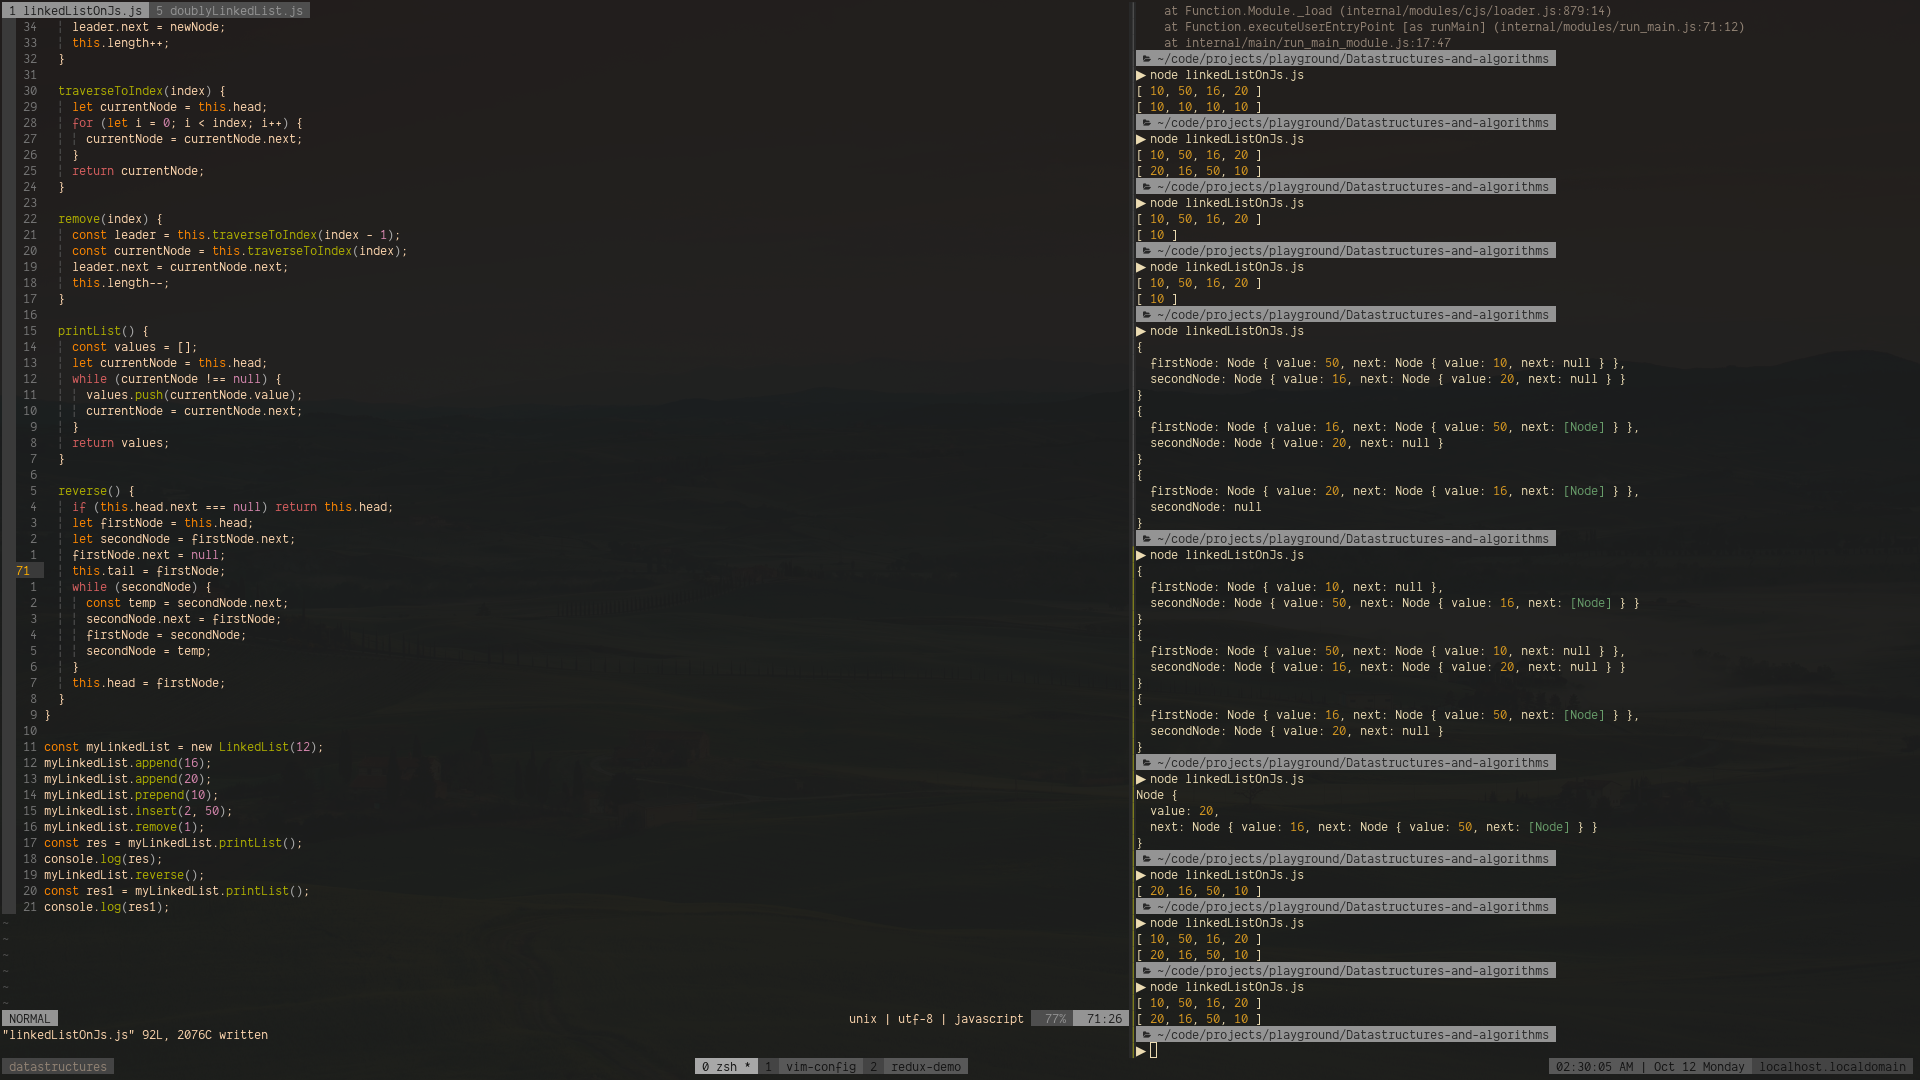 1 linkedListOnJs.js  5 doublyLinkedList.js
34     leader.next = newNode;
33     this.length++;
32   }
31
30   traverseToIndex(index) {
29     let currentNode = this.head;
28     for (let i = 0; i < index; i++) {
27       currentNode = currentNode.next;
26     }
25     return currentNode;
24   }
23
22   remove(index) {
21     const leader = this.traverseToIndex(index - 1);
20     const currentNode = this.traverseToIndex(index);
19     leader.next = currentNode.next;
18     this.length--;
17   }
16
15   printList() {
14     const values = [];
13     let currentNode = this.head;
12     while (currentNode !== null) {
11       values.push(currentNode.value);
10       currentNode = currentNode.next;
9     }
8     return values;
7   }
6
5   reverse() {
4     if (this.head.next === null) return this.head;
3     let firstNode = this.head;
2     let secondNode = firstNode.next;
1     firstNode.next = null;
71     this.tail = firstNode;
1     while (secondNode) {
2       const temp = secondNode.next;
3       secondNode.next = firstNode;
4       firstNode = secondNode;
5       secondNode = temp;
6     }
7     this.head = firstNode;
8   }
9 }
10
11 const myLinkedList = new LinkedList(12);
12 myLinkedList.append(16);
13 myLinkedList.append(20);
14 myLinkedList.prepend(10);
15 myLinkedList.insert(2, 50);
16 myLinkedList.remove(1);
17 const res = myLinkedList.printList();
18 console.log(res);
19 myLinkedList.reverse();
20 const res1 = myLinkedList.printList();
21 console.log(res1);
~
~
~
~
~
~
NORMAL  unix | utf-8 | javascript  77%  71:26
"linkedListOnJs.js" 92L, 2076C written
    at Function.Module._load (internal/modules/cjs/loader.js:879:14)
    at Function.executeUserEntryPoint [as runMain] (internal/modules/run_main.js:71:12)
    at internal/main/run_main_module.js:17:47
~/code/projects/playground/Datastructures-and-algorithms
▶ node linkedListOnJs.js
[ 10, 50, 16, 20 ]
[ 10, 10, 10, 10 ]
~/code/projects/playground/Datastructures-and-algorithms
▶ node linkedListOnJs.js
[ 10, 50, 16, 20 ]
[ 20, 16, 50, 10 ]
~/code/projects/playground/Datastructures-and-algorithms
▶ node linkedListOnJs.js
[ 10, 50, 16, 20 ]
[ 10 ]
~/code/projects/playground/Datastructures-and-algorithms
▶ node linkedListOnJs.js
[ 10, 50, 16, 20 ]
[ 10 ]
~/code/projects/playground/Datastructures-and-algorithms
▶ node linkedListOnJs.js
{
  firstNode: Node { value: 50, next: Node { value: 10, next: null } },
  secondNode: Node { value: 16, next: Node { value: 20, next: null } }
}
{
  firstNode: Node { value: 16, next: Node { value: 50, next: [Node] } },
  secondNode: Node { value: 20, next: null }
}
{
  firstNode: Node { value: 20, next: Node { value: 16, next: [Node] } },
  secondNode: null
}
~/code/projects/playground/Datastructures-and-algorithms
▶ node linkedListOnJs.js
{
  firstNode: Node { value: 10, next: null },
  secondNode: Node { value: 50, next: Node { value: 16, next: [Node] } }
}
{
  firstNode: Node { value: 50, next: Node { value: 10, next: null } },
  secondNode: Node { value: 16, next: Node { value: 20, next: null } }
}
{
  firstNode: Node { value: 16, next: Node { value: 50, next: [Node] } },
  secondNode: Node { value: 20, next: null }
}
~/code/projects/playground/Datastructures-and-algorithms
▶ node linkedListOnJs.js
Node {
  value: 20,
  next: Node { value: 16, next: Node { value: 50, next: [Node] } }
}
~/code/projects/playground/Datastructures-and-algorithms
▶ node linkedListOnJs.js
[ 20, 16, 50, 10 ]
~/code/projects/playground/Datastructures-and-algorithms
▶ node linkedListOnJs.js
[ 10, 50, 16, 20 ]
[ 20, 16, 50, 10 ]
~/code/projects/playground/Datastructures-and-algorithms
▶ node linkedListOnJs.js
[ 10, 50, 16, 20 ]
[ 20, 16, 50, 10 ]
~/code/projects/playground/Datastructures-and-algorithms
▶
datastructures  0 zsh *  1  vim-config  2  redux-demo  02:30:05 AM | Oct 12 Monday  localhost.localdomain